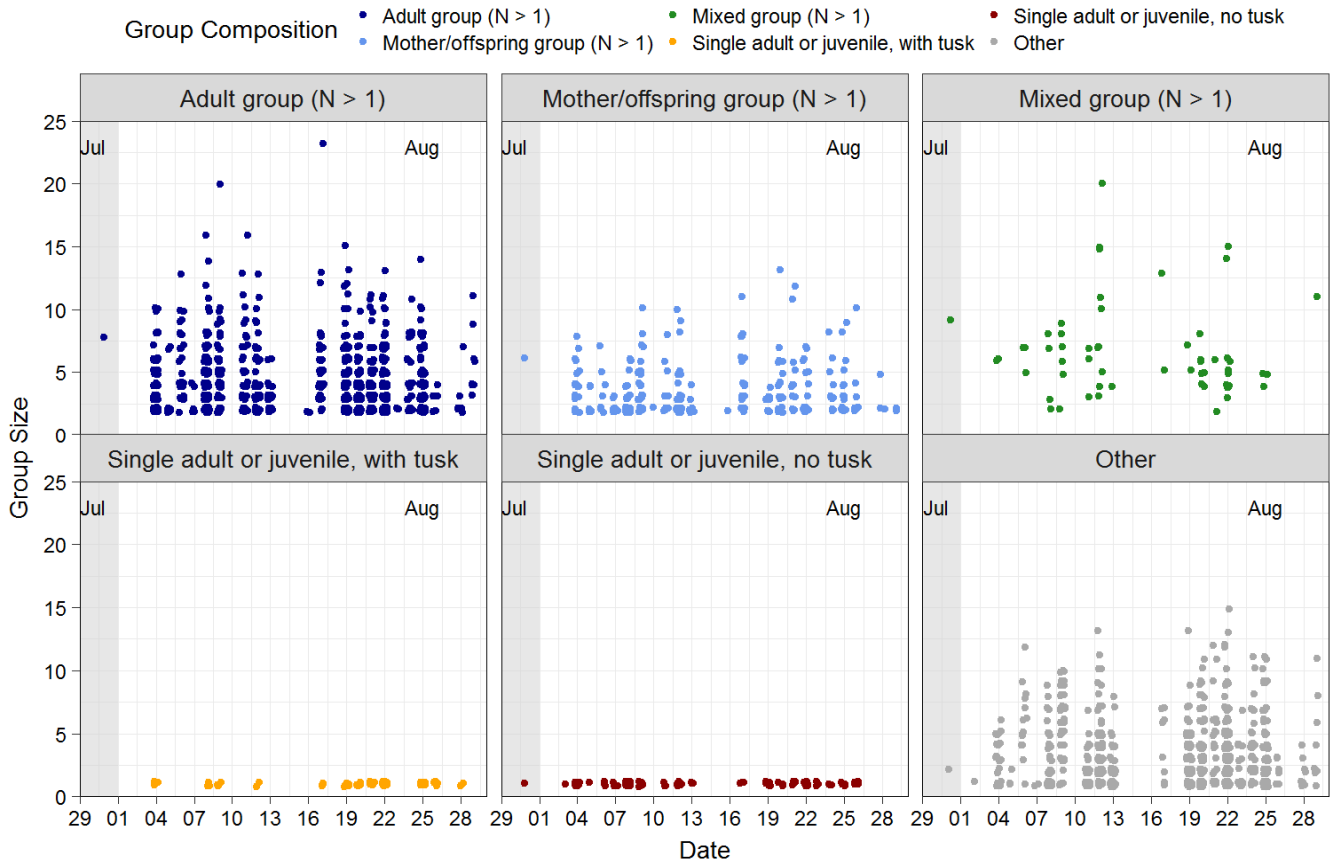 Group Composition
Adult group (N > 1)
Mixed group (N > 1)
Single adult or juvenile, no tusk
Mother/offspring group (N > 1)
Single adult or juvenile, with tusk
Other
Adult group (N > 1)
Mother/offspring group (N > 1)
Mixed group (N > 1)
25
20
15
10
5
0
Jul
Aug
Jul
Aug
Jul
Aug
Group Size
Single adult or juvenile, with tusk
Single adult or juvenile, no tusk
Other
25
20
15
10
5
0
Jul
Aug
Jul
Aug
Jul
Aug
29 01 04 07 10 13 16 19 22 25 28
29 01 04 07 10 13 16 19 22 25 28
29 01 04 07 10 13 16 19 22 25 28
Date